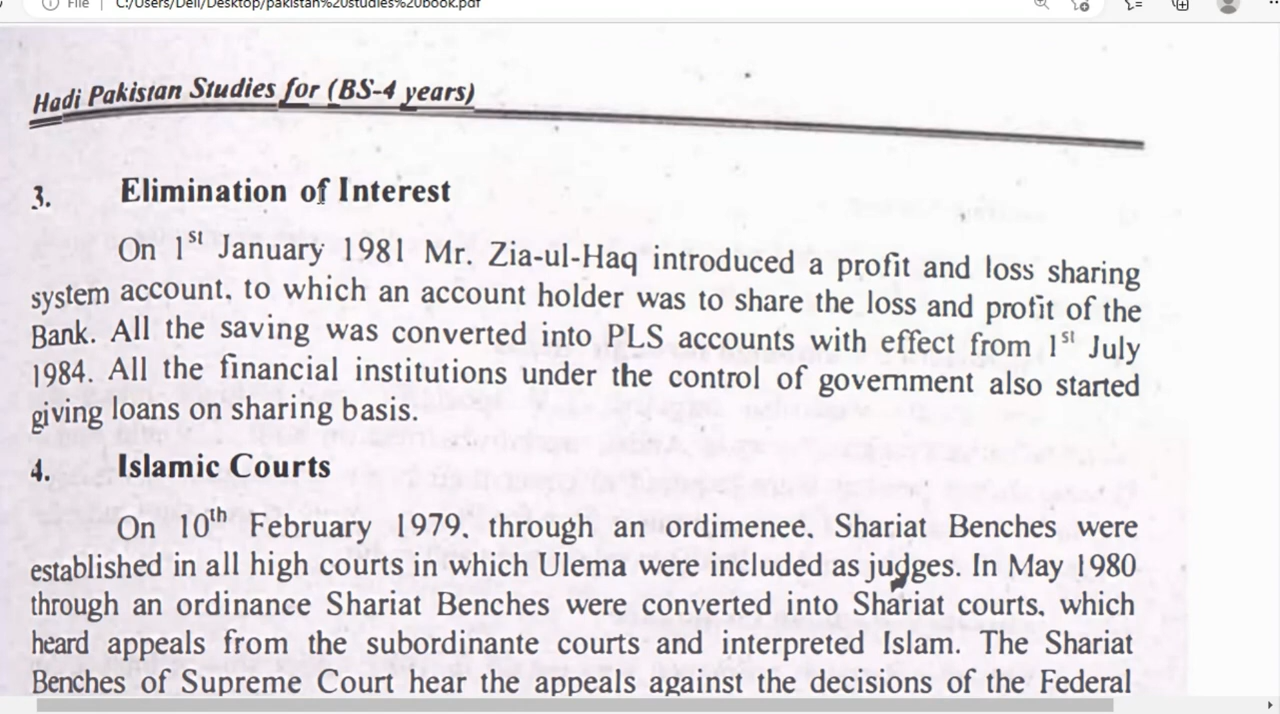 File | C:/Users/Dell/Desktop/pakistan%20studies%20book.pdf
Hadi Pakistan Studies for (BS-4 years)
3. Elimination of Interest
On 1st January 1981 Mr. Zia-ul-Haq introduced a profit and loss sharing
system account, to which an account holder was to share the loss and profit of the
Bank. All the saving was converted into PLS accounts with effect from 1st July
1984. All the financial institutions under the control of government also started
giving loans on sharing basis.
4. Islamic Courts
On 10th February 1979, through an ordimenee, Shariat Benches were
established in all high courts in which Ulema were included as judges. In May 1980
through an ordinance Shariat Benches were converted into Shariat courts, which
heard appeals from the subordinante courts and interpreted Islam. The Shariat
Benches of Supreme Court hear the appeals against the decisions of the Federal